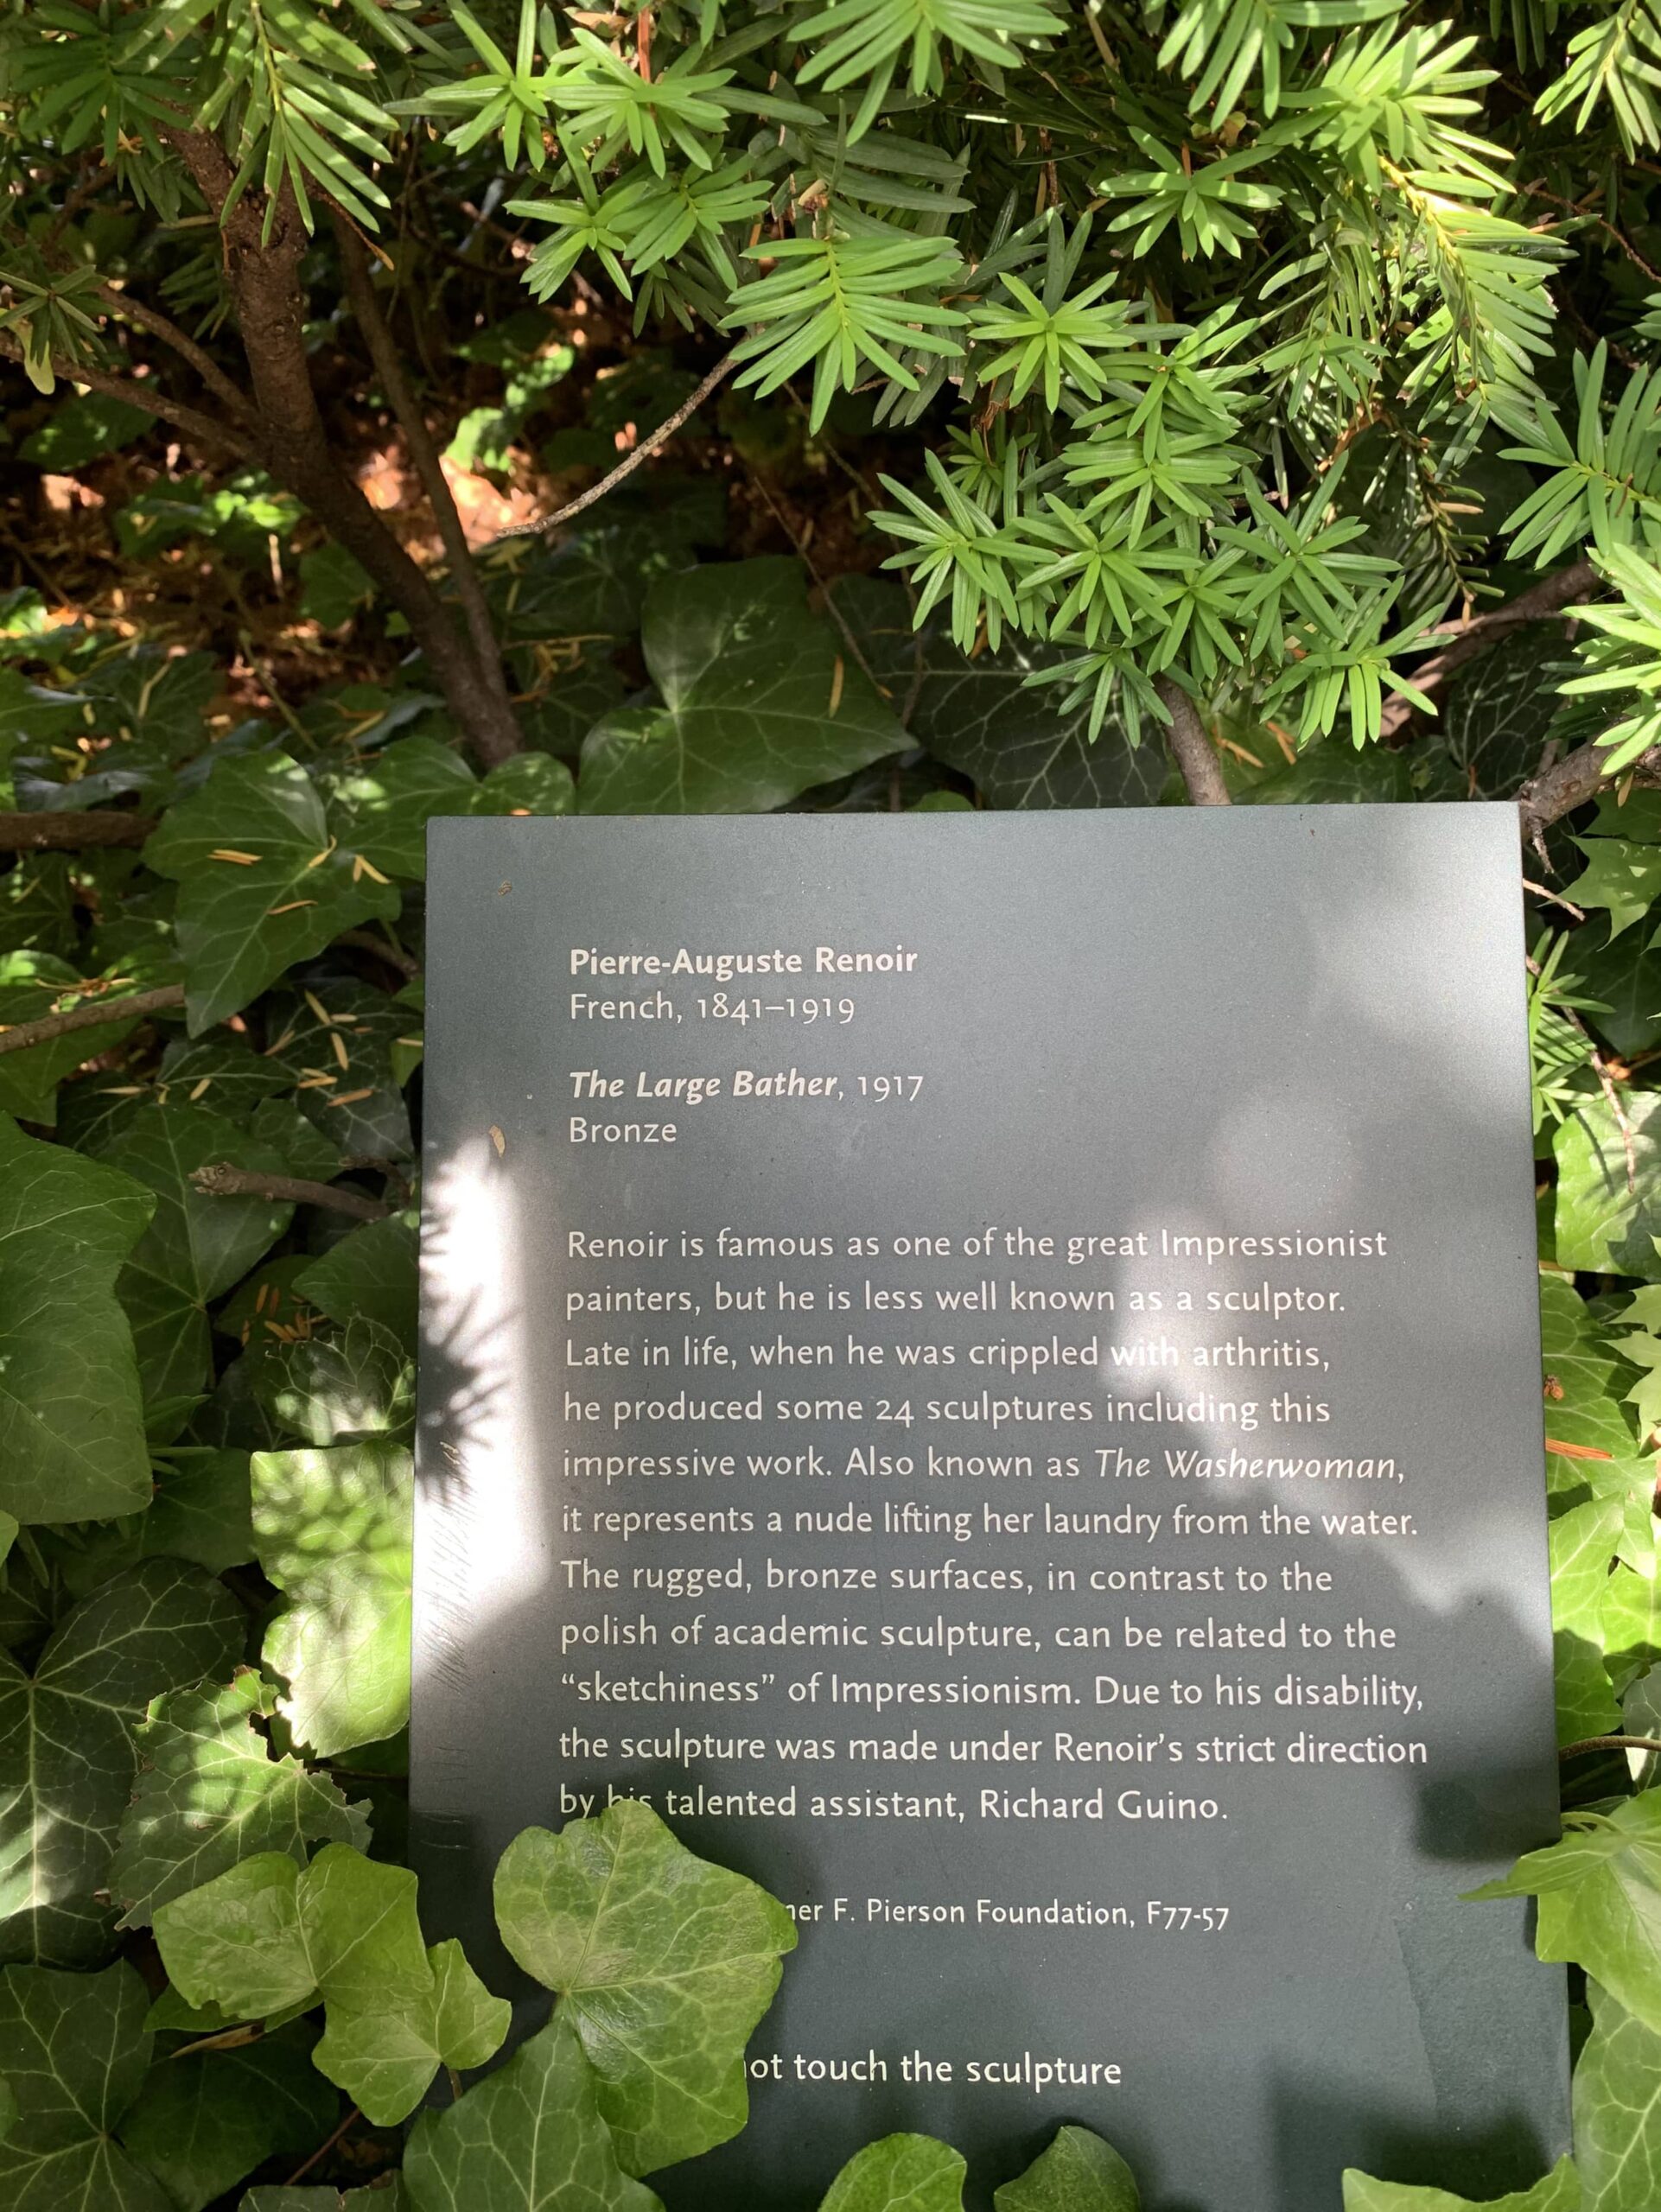 Pierre-Auguste Renoir
French, 1841–1919
The Large Bather, 1917
Bronze
Renoir is famous as one of the great Impressionist
painters, but he is less well known as a sculptor.
Late in life, when he was crippled with arthritis,
he produced some 24 sculptures including this
impressive work. Also known as The Washerwoman,
it represents a nude lifting her laundry from the water.
The rugged, bronze surfaces, in contrast to the
polish of academic sculpture, can be related to the
“sketchiness” of Impressionism. Due to his disability,
the sculpture was made under Renoir’s strict direction
by his talented assistant, Richard Guino.
F. Pierson Foundation, F77-57
touch the sculpture